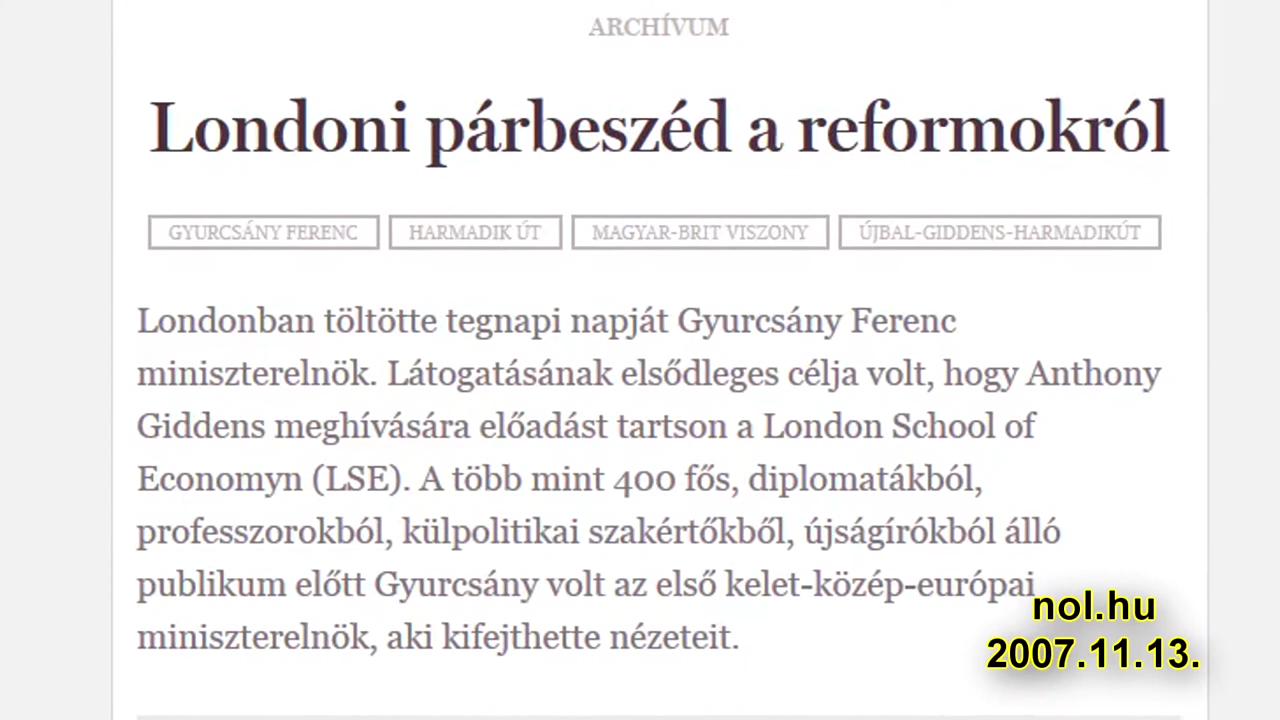 ARCHÍVUM
Londoni párbeszéd a reformokról
GYURCSÁNY FERENC HARMADIK ÚT MAGYAR-BRIT VISZONY ÚJBAL-GIDDENS-HARMADIKÚT
Londonban töltötte tegnapi napját Gyurcsány Ferenc
miniszterelnök. Látogatásának elsődleges célja volt, hogy Anthony
Giddens meghívására előadást tartson a London School of
Economyn (LSE). A több mint 400 fős, diplomatákból,
professzorokból, külpolitikai szakértőkből, újságírókból álló
publikum előtt Gyurcsány volt az első kelet-közép-európai
miniszterelnök, aki kifejthette nézeteit.
nol.hu
2007.11.13.